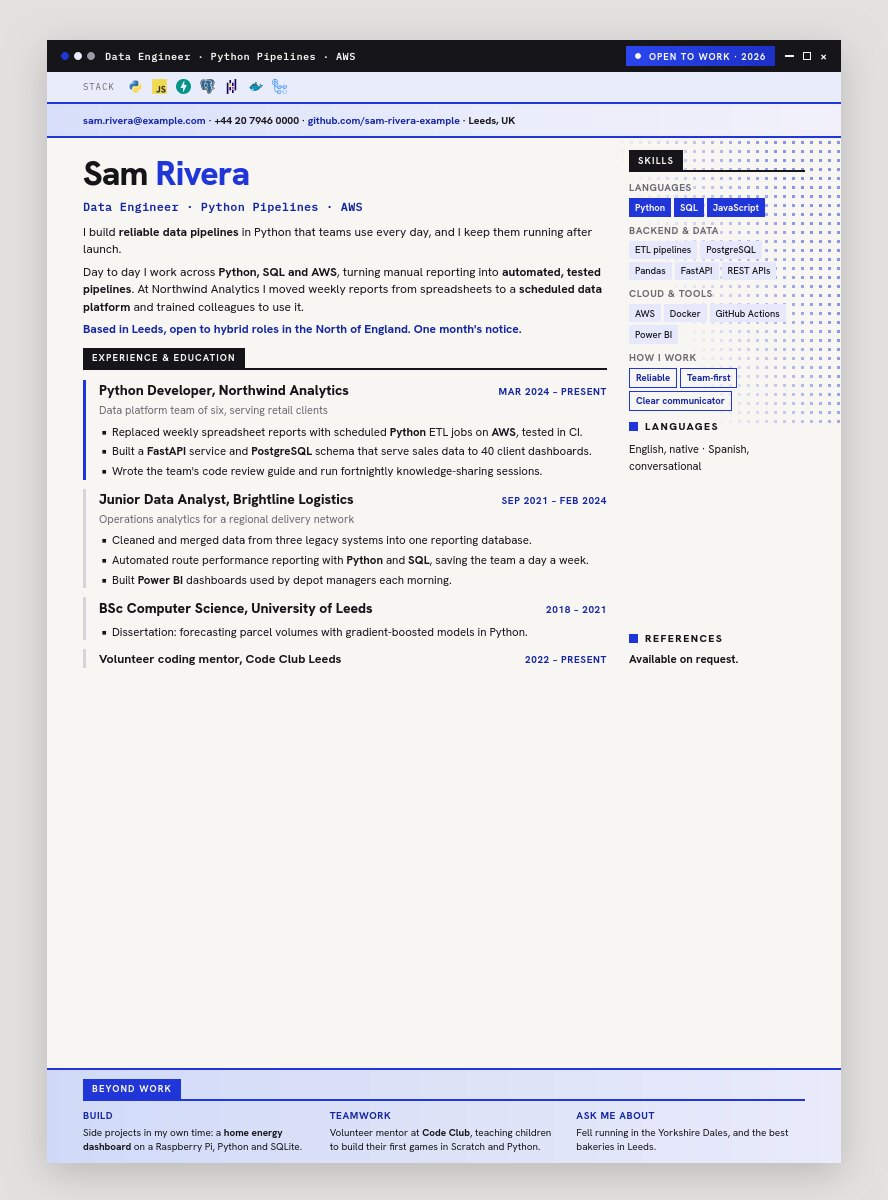 Data Engineer · Python Pipelines · AWS
OPEN TO WORK · 2026
STACK
JS
sam.rivera@example.com · +44 20 7946 0000 · github.com/sam-rivera-example · Leeds, UK
Sam Rivera
Data Engineer · Python Pipelines · AWS
I build reliable data pipelines in Python that teams use every day, and I keep them running after
launch.
Day to day I work across Python, SQL and AWS, turning manual reporting into automated, tested
pipelines. At Northwind Analytics I moved weekly reports from spreadsheets to a scheduled data
platform and trained colleagues to use it.
Based in Leeds, open to hybrid roles in the North of England. One month's notice.
EXPERIENCE & EDUCATION
Python Developer, Northwind Analytics
MAR 2024 – PRESENT
Data platform team of six, serving retail clients
▪ Replaced weekly spreadsheet reports with scheduled Python ETL jobs on AWS, tested in CI.
▪ Built a FastAPI service and PostgreSQL schema that serve sales data to 40 client dashboards.
▪ Wrote the team's code review guide and run fortnightly knowledge-sharing sessions.
Junior Data Analyst, Brightline Logistics
SEP 2021 – FEB 2024
Operations analytics for a regional delivery network
▪ Cleaned and merged data from three legacy systems into one reporting database.
▪ Automated route performance reporting with Python and SQL, saving the team a day a week.
▪ Built Power BI dashboards used by depot managers each morning.
BSc Computer Science, University of Leeds
2018 – 2021
▪ Dissertation: forecasting parcel volumes with gradient-boosted models in Python.
Volunteer coding mentor, Code Club Leeds
2022 – PRESENT
SKILLS
LANGUAGES
Python SQL JavaScript
BACKEND & DATA
ETL pipelines PostgreSQL
Pandas FastAPI REST APIs
CLOUD & TOOLS
AWS Docker GitHub Actions
Power BI
HOW I WORK
Reliable Team-first
Clear communicator
LANGUAGES
English, native · Spanish,
conversational
REFERENCES
Available on request.
BEYOND WORK
BUILD
Side projects in my own time: a home energy
dashboard on a Raspberry Pi, Python and SQLite.
TEAMWORK
Volunteer mentor at Code Club, teaching children
to build their first games in Scratch and Python.
ASK ME ABOUT
Fell running in the Yorkshire Dales, and the best
bakeries in Leeds.